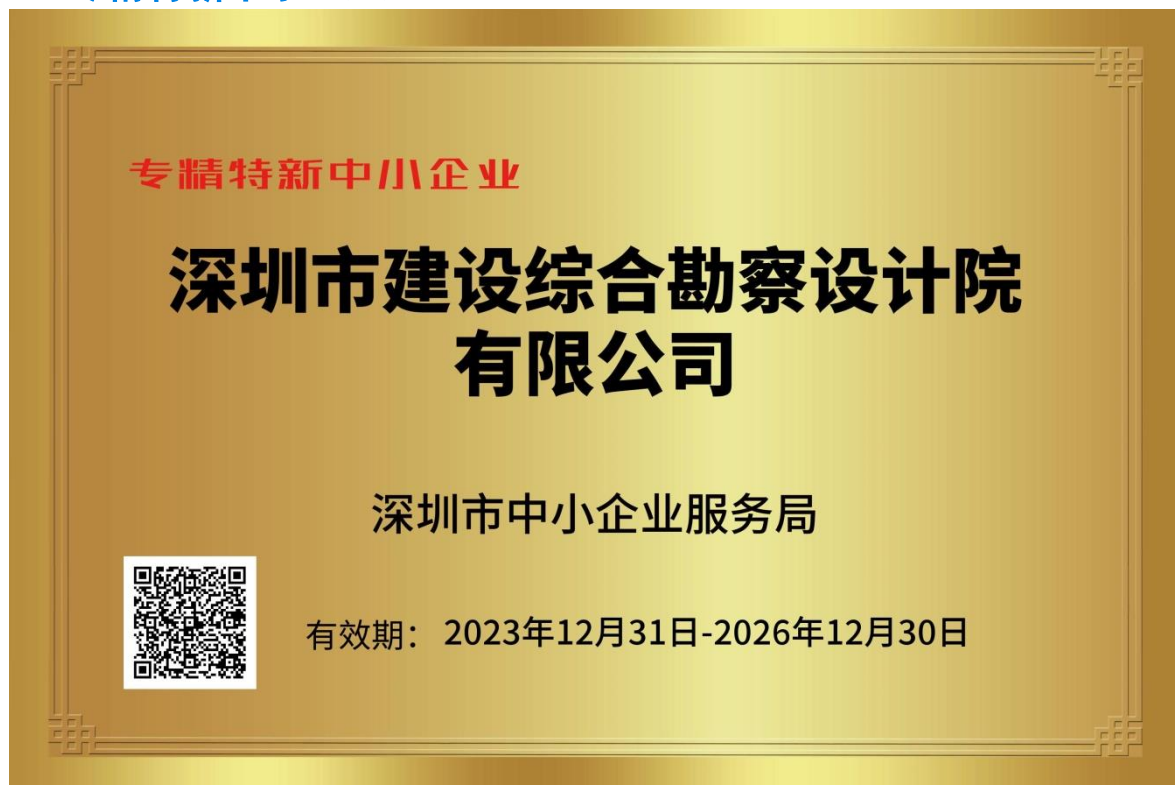 专精特新中小企业
深圳市建设综合勘察设计院
有限公司
深圳市中小企业服务局
有效期：2023年12月31日-2026年12月30日